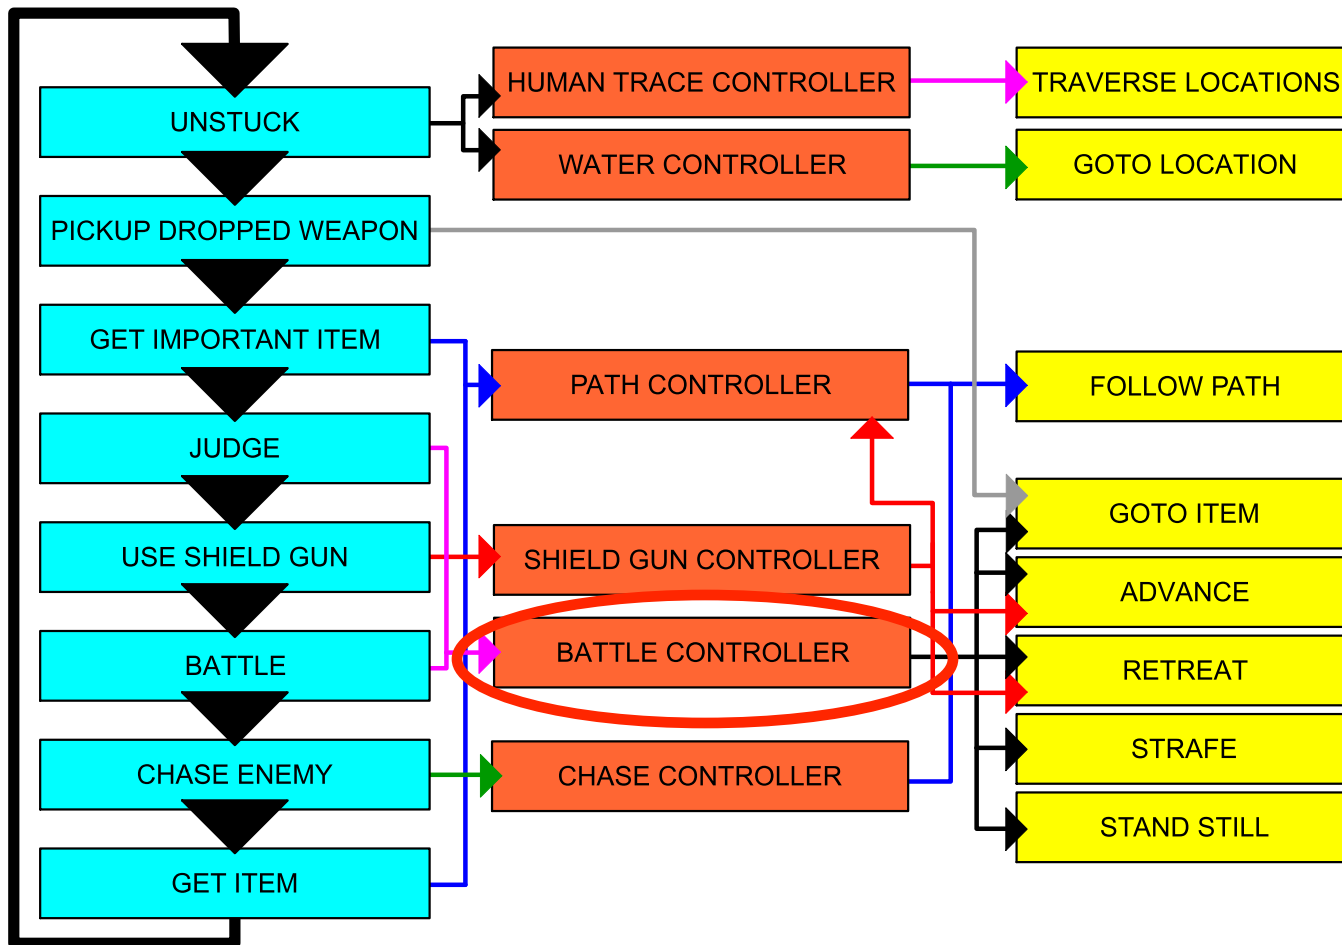 UNSTUCK
PICKUP DROPPED WEAPON
GET IMPORTANT ITEM
JUDGE
USE SHIELD GUN
BATTLE
CHASE ENEMY
GET ITEM
HUMAN TRACE CONTROLLER
WATER CONTROLLER
PATH CONTROLLER
SHIELD GUN CONTROLLER
BATTLE CONTROLLER
CHASE CONTROLLER
TRAVERSE LOCATIONS
GOTO LOCATION
FOLLOW PATH
GOTO ITEM
ADVANCE
RETREAT
STRAFE
STAND STILL